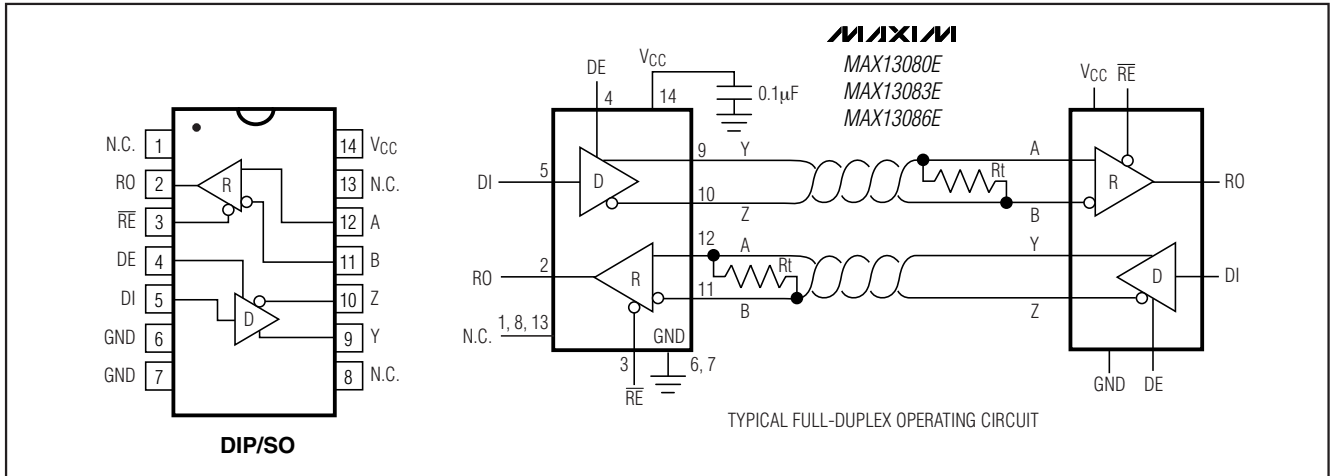 N.C. 1
RO 2
RE 3
DE 4
DI 5
GND 6
GND 7
14 VCC
13 N.C.
12 A
11 B
10 Z
9 Y
8 N.C.
R
D
DIP/SO
MAXIM
MAX13080E
MAX13083E
MAX13086E
DE
4
VCC
14
0.1µF
DI 5
D
9 Y
10
Z
RO 2
R
12 A
11
B
N.C. 1, 8, 13
3
RE
GND
6, 7
Rt
Rt
A
B
Y
Z
VCC RE
R
RO
D
DI
GND DE
TYPICAL FULL-DUPLEX OPERATING CIRCUIT